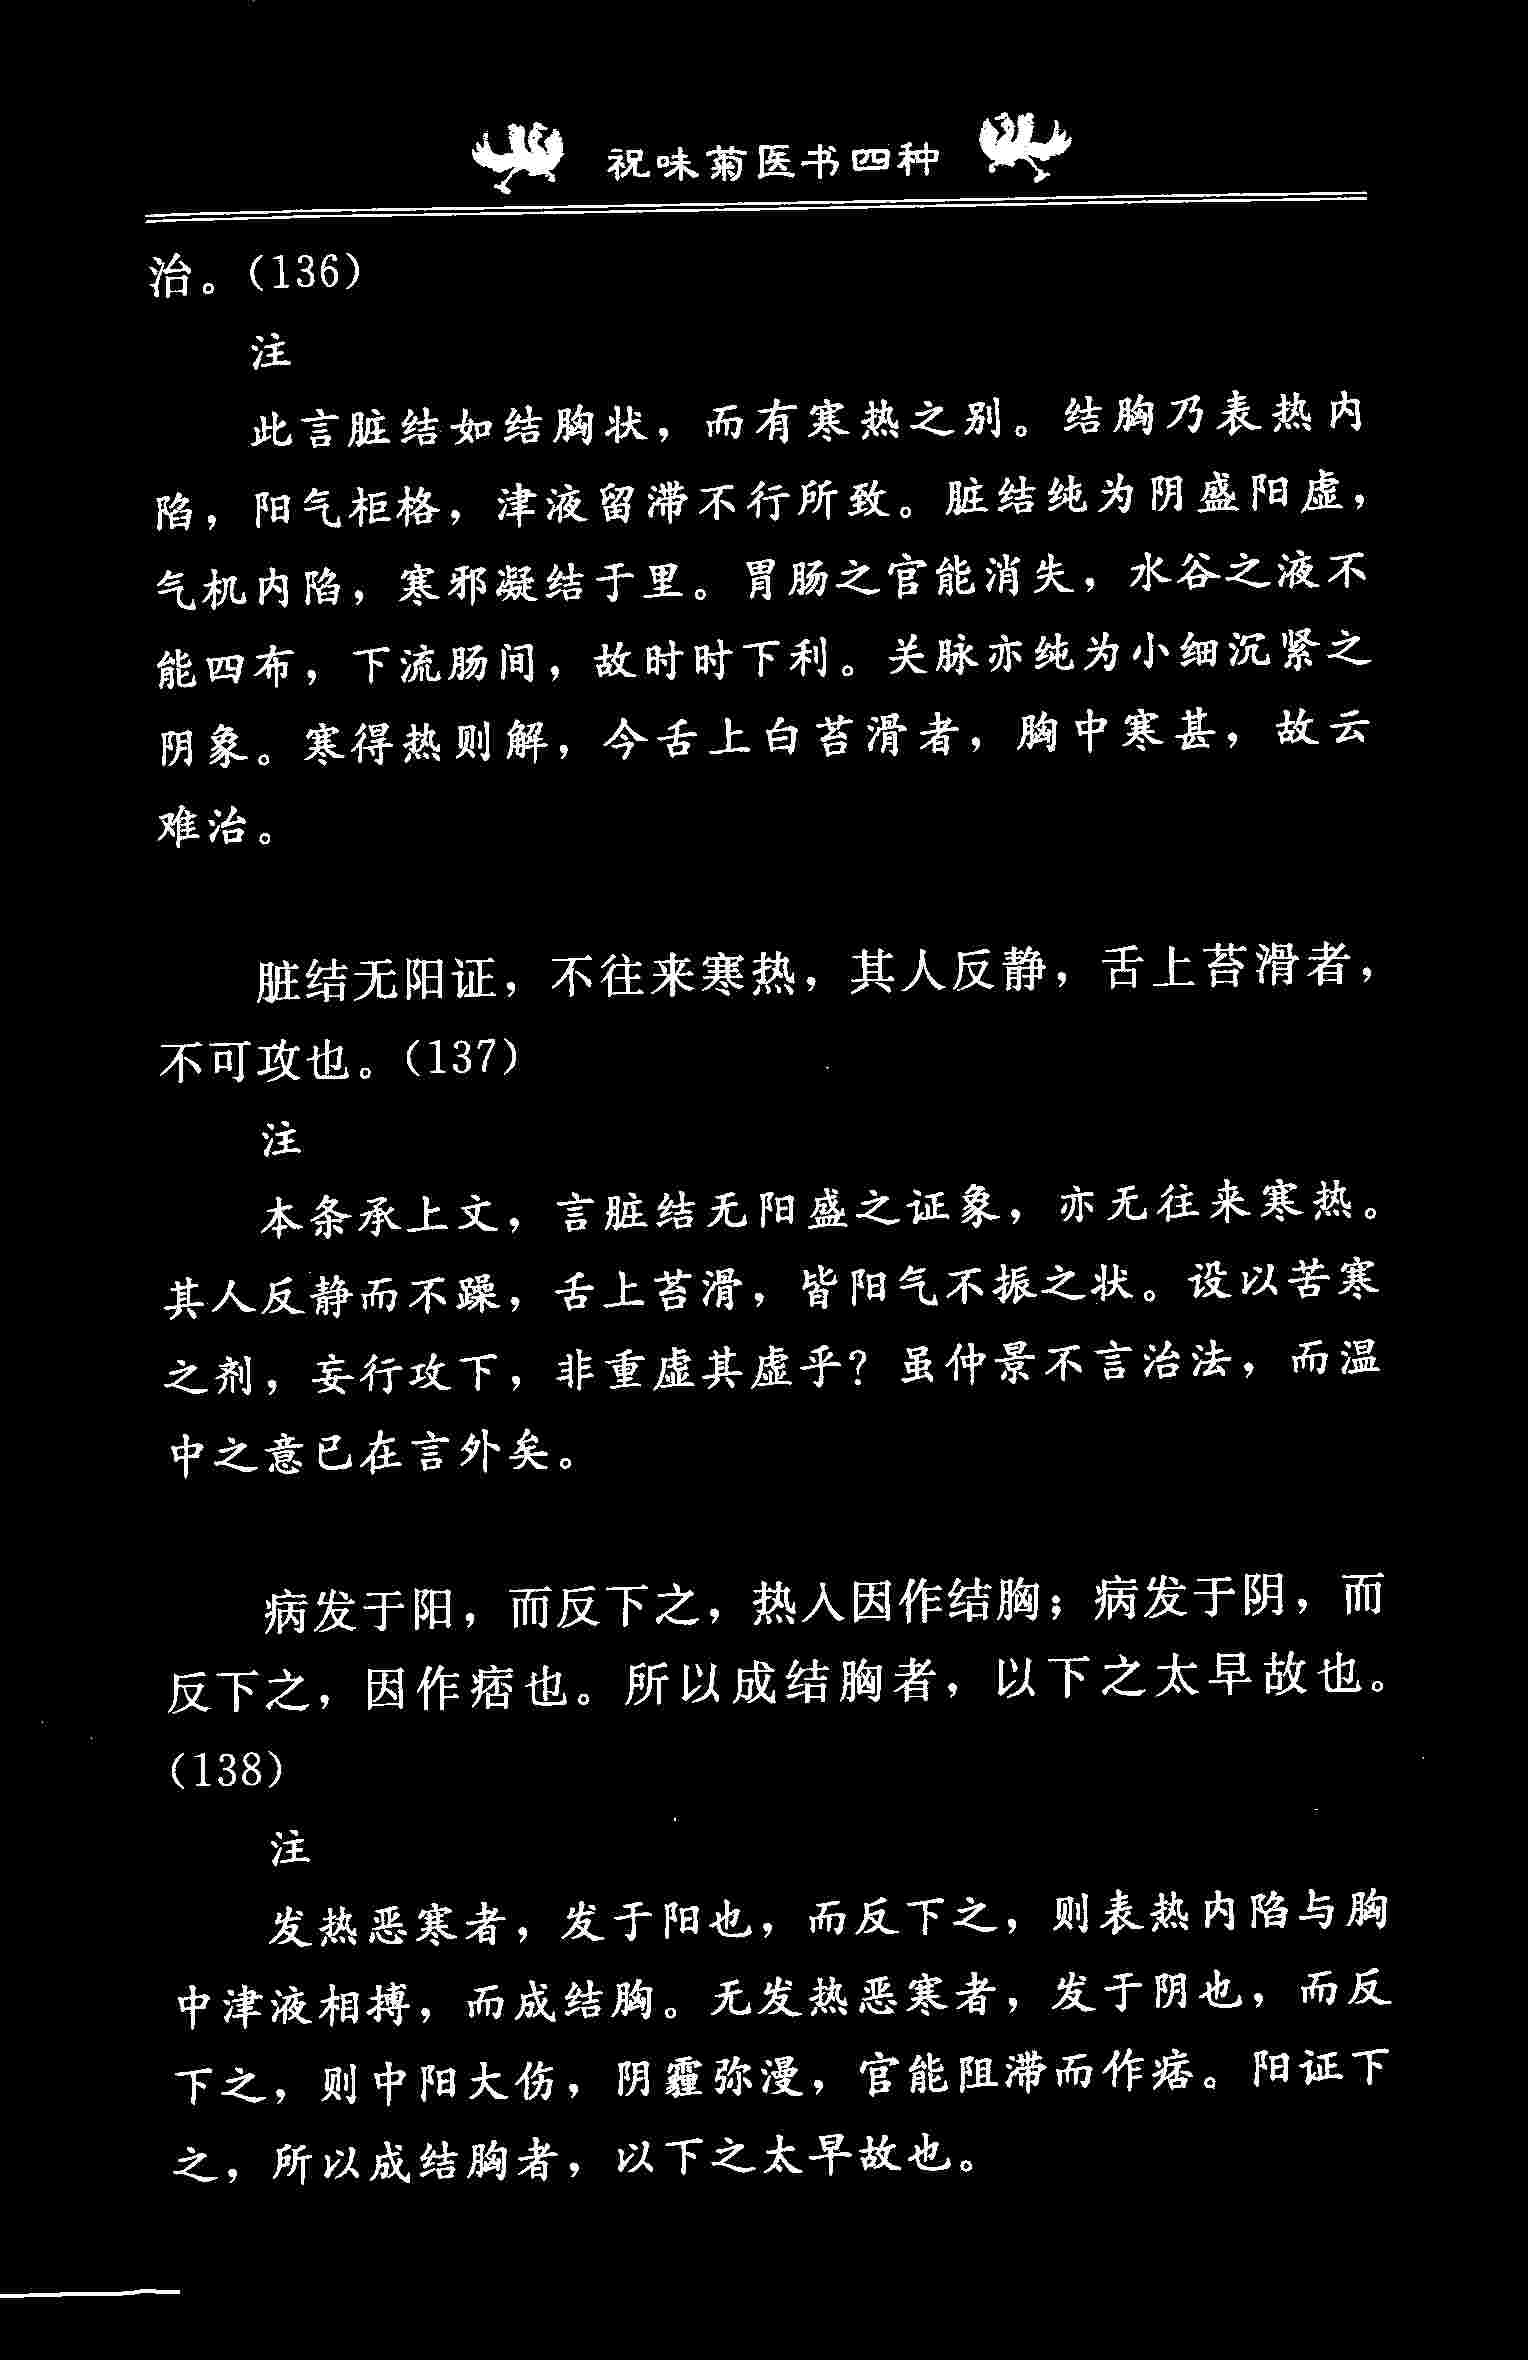 祝味菊医书四种
治。(136)
注
此言脏结如结胸状，而有寒热之别。结胸乃表热内
陷，阳气柜格，津液留滞不行所致。脏结纯为阴盛阳虚，
气机内陷，寒邪凝结于里。胃肠之官能消失，水谷之液不
能四布，下流肠间，故时时下利。关脉亦纯为小细沉紧之
阴象。寒得热则解，今舌上白苔滑者，胸中寒甚，故云
难治。
脏结无阳证，不往来寒热，其人反静，舌上苔滑者，
不可攻也。(137)
注
本条承上文，言脏结无阳盛之证象，亦无往来寒热。
其人反静而不躁，舌上苔滑，皆阳气不振之状。设以苦寒
之剂，妄行攻下，非重虚其虚乎？虽仲景不言治法，而温
中之意已在言外矣。
病发于阳，而反下之，热入因作结胸；病发于阴，而
反下之，因作痞也。所以成结胸者，以下之太早故也。
(138)
注
发热恶寒者，发于阳也，而反下之，则表热内陷与胸
中津液相搏，而成结胸。无发热恶寒者，发于阴也，而反
下之，则中阳大伤，阴霾弥漫，官能阻滞而作痞。阳证下
之，所以成结胸者，以下之太早故也。